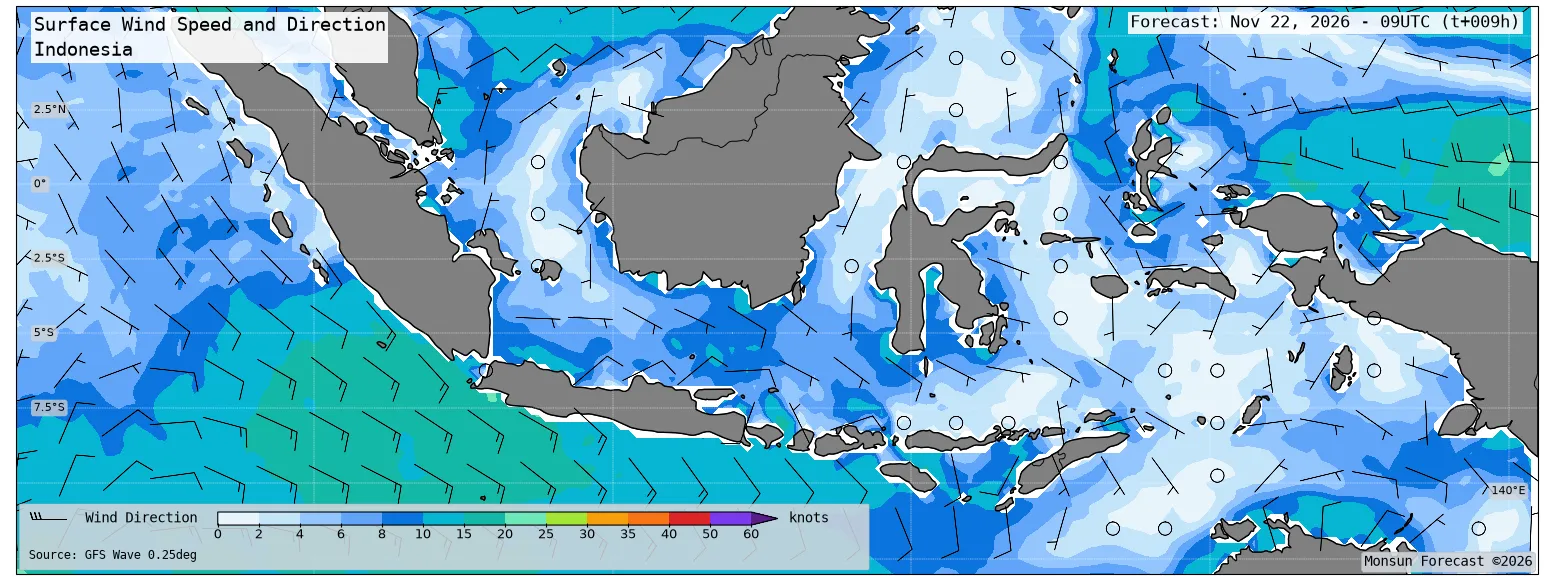 Surface Wind Speed and Direction
Indonesia
Forecast: Nov 22, 2026 - 09UTC (t+009h)
2.5°N
0°
2.5°S
5°S
7.5°S
140°E
Wind Direction
0 2 4 6 8 10 15 20 25 30 35 40 50 60
knots
Source: GFS Wave 0.25deg
Monsun Forecast ©2026